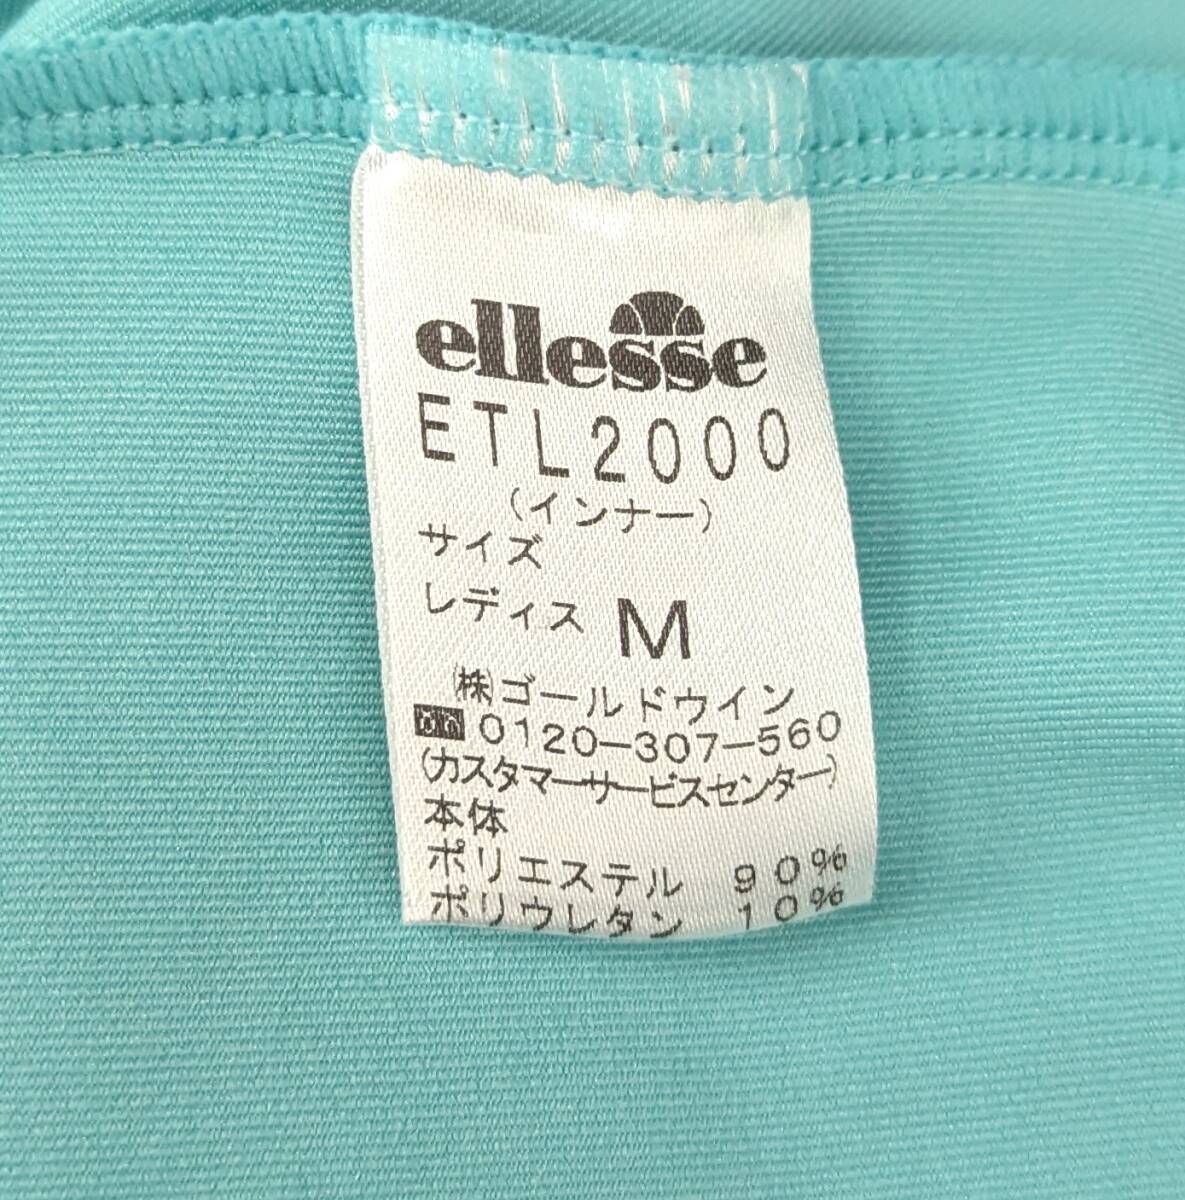 ellesse
ETL2000
(インナー)
サイズ
レディス M
(株)ゴールドウイン
0120-307-560
(カスタマーサービスセンター)
本体
ポリエステル 90%
ポリウレタン 10%